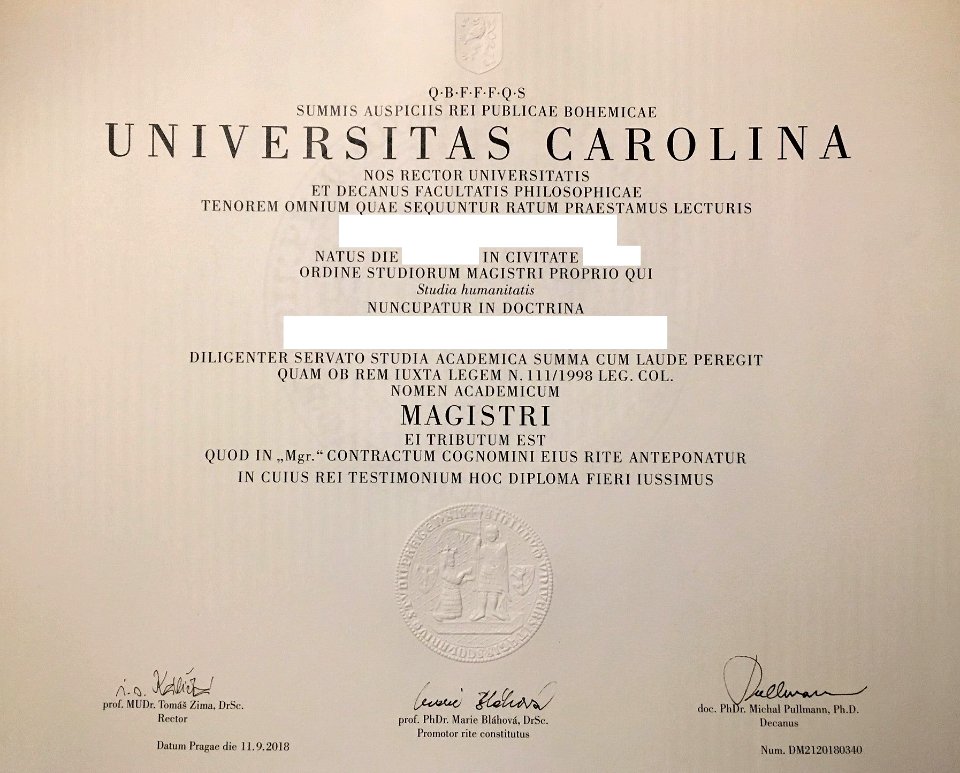 Q·B·F·F·F·Q·S
SUMMIS AUSPICIIS REI PUBLICAE BOHEMICAE
UNIVERSITAS CAROLINA
NOS RECTOR UNIVERSITATIS
ET DECANUS FACULTATIS PHILOSOPHICAE
TENOREM OMNIUM QUAE SEQUUNTUR RATUM PRAESTAMUS LECTURIS
NATUS DIE IN CIVITATE
ORDINE STUDIORUM MAGISTRI PROPRIO QUI
Studia humanitatis
NUNCUPATUR IN DOCTRINA
DILIGENTER SERVATO STUDIA ACADEMICA SUMMA CUM LAUDE PEREGIT
QUAM OB REM IUXTA LEGEM N. 111/1998 LEG. COL.
NOMEN ACADEMICUM
MAGISTRI
EI TRIBUTUM EST
QUOD IN „Mgr.“ CONTRACTUM COGNOMINI EIUS RITE ANTEPONATUR
IN CUIUS REI TESTIMONIUM HOC DIPLOMA FIERI IUSSIMUS
prof. MUDr. Tomáš Zima, DrSc.
Rector
Bláhová
prof. PhDr. Marie Bláhová, DrSc.
Promotor rite constitutus
Pullmann
doc. PhDr. Michal Pullmann, Ph.D.
Decanus
Datum Pragae die 11.9.2018
Num. DM2120180340